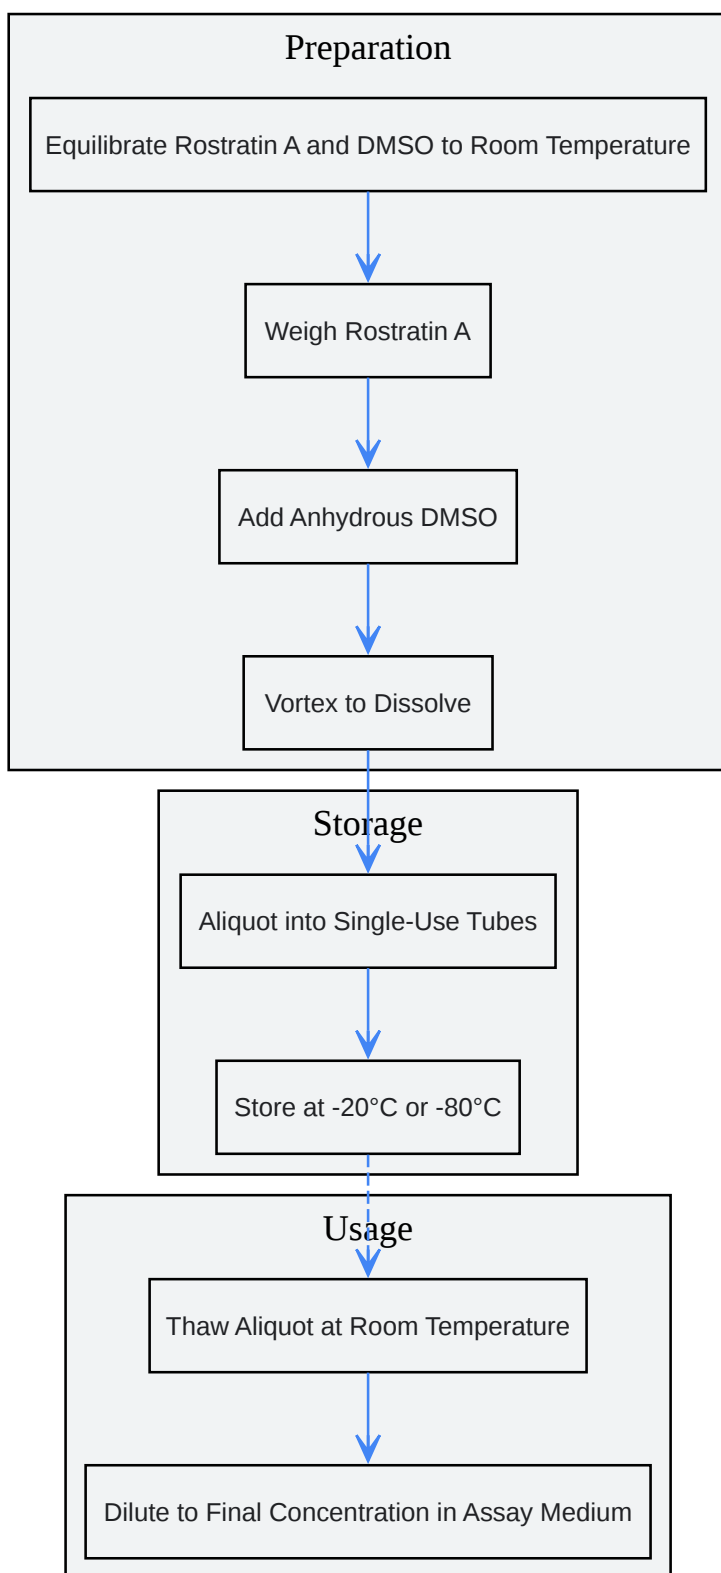 Preparation
Equilibrate Rostratin A and DMSO to Room Temperature
Weigh Rostratin A
Add Anhydrous DMSO
Vortex to Dissolve
Storage
Aliquot into Single-Use Tubes
Store at -20°C or -80°C
Usage
Thaw Aliquot at Room Temperature
Dilute to Final Concentration in Assay Medium